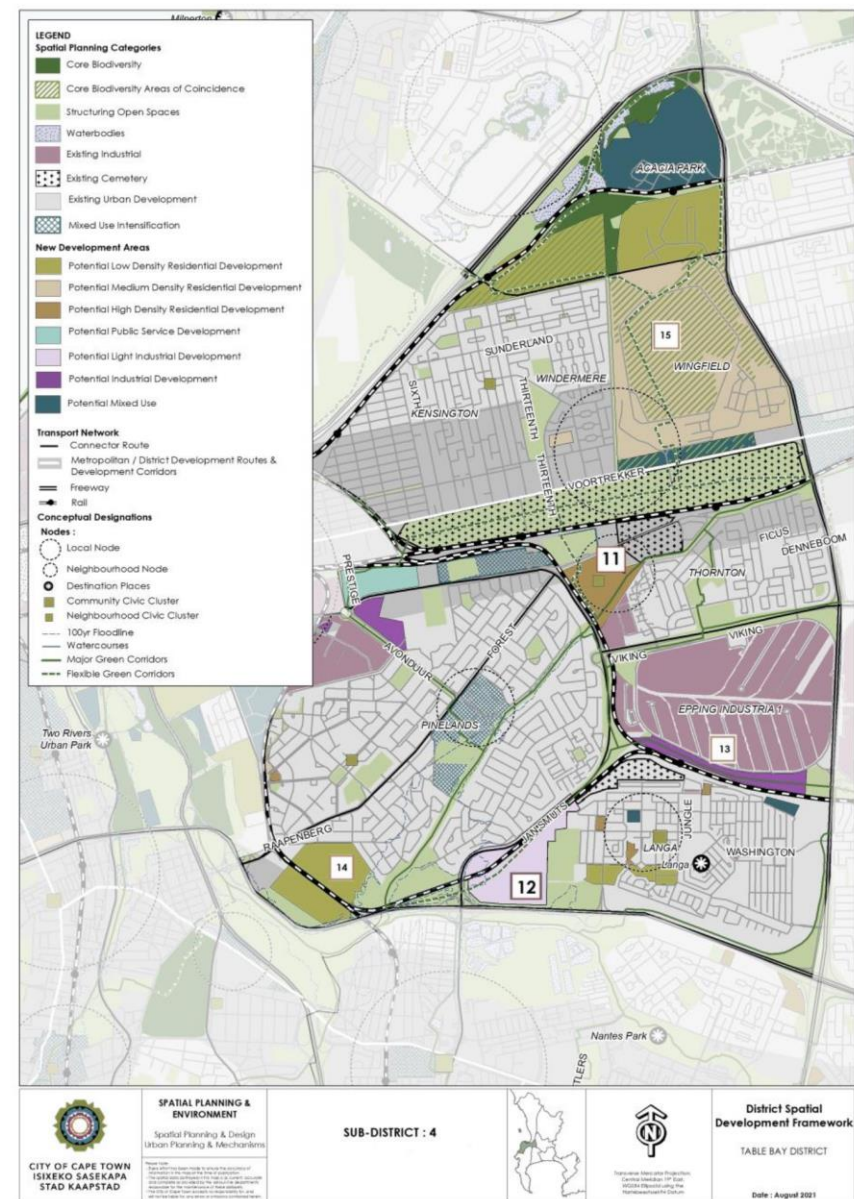 Milnerton
LEGEND
Spatial Planning Categories
Core Biodiversity
Core Biodiversity Areas of Coincidence
Structuring Open Spaces
Waterbodies
Existing Industrial
Existing Cemetery
Existing Urban Development
Mixed Use Intensification
New Development Areas
Potential Low Density Residential Development
Potential Medium Density Residential Development
Potential High Density Residential Development
Potential Public Service Development
Potential Light Industrial Development
Potential Industrial Development
Potential Mixed Use
Transport Network
Connector Route
Metropolitan / District Development Routes &
Development Corridors
Freeway
Rail
Conceptual Designations
Nodes :
Local Node
Neighbourhood Node
Destination Places
Community Civic Cluster
Neighbourhood Civic Cluster
100yr Floodline
Watercourses
Major Green Corridors
Flexible Green Corridors
ACACIA PARK
15
SUNDERLAND
WINDERMERE
WINGFIELD
SIXTH
KENSINGTON
THIRTEENTH
THIRTEENTH
VOORTREKKER
11
FICUS
DENNEBOOM
THORNTON
PRESTIGE
FOREST
AVONDUUR
VIKING
VIKING
PINELANDS
EPPING INDUSTRIA 1
13
Two Rivers
Urban Park
JAN SMUTS
JUNGLE
RAAPENBERG
LANGA
Langa
WASHINGTON
14
12
Nantes Park
TLERS
CITY OF CAPE TOWN
ISIXEKO SASEKAPA
STAD KAAPSTAD
SPATIAL PLANNING &
ENVIRONMENT
Spatial Planning & Design
Urban Planning & Mechanisms
SUB-DISTRICT : 4
N
District Spatial
Development Framework
TABLE BAY DISTRICT
Date : August 2021